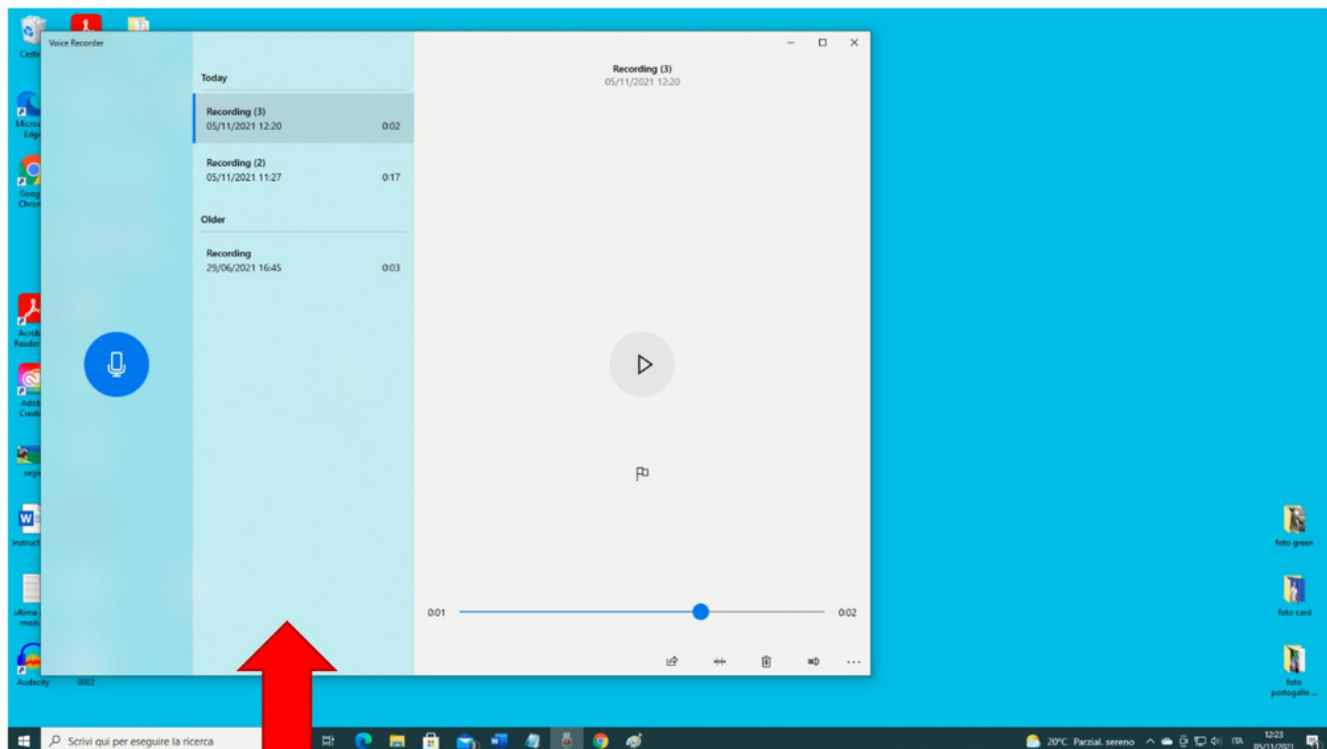 Voice Recorder
Today
Recording (3)
05/11/2021 12:20
0:02
Recording (2)
05/11/2021 11:27
0:17
Older
Recording
29/06/2021 16:45
0:03
Recording (3)
05/11/2021 12:20
0:01
0:02
Edge
Reader
Audacity
0002
foto green
foto card
foto
portogallo ...
Scrivi qui per eseguire la ricerca
20°C Parzial. sereno
ITA
12:23
05/11/2021